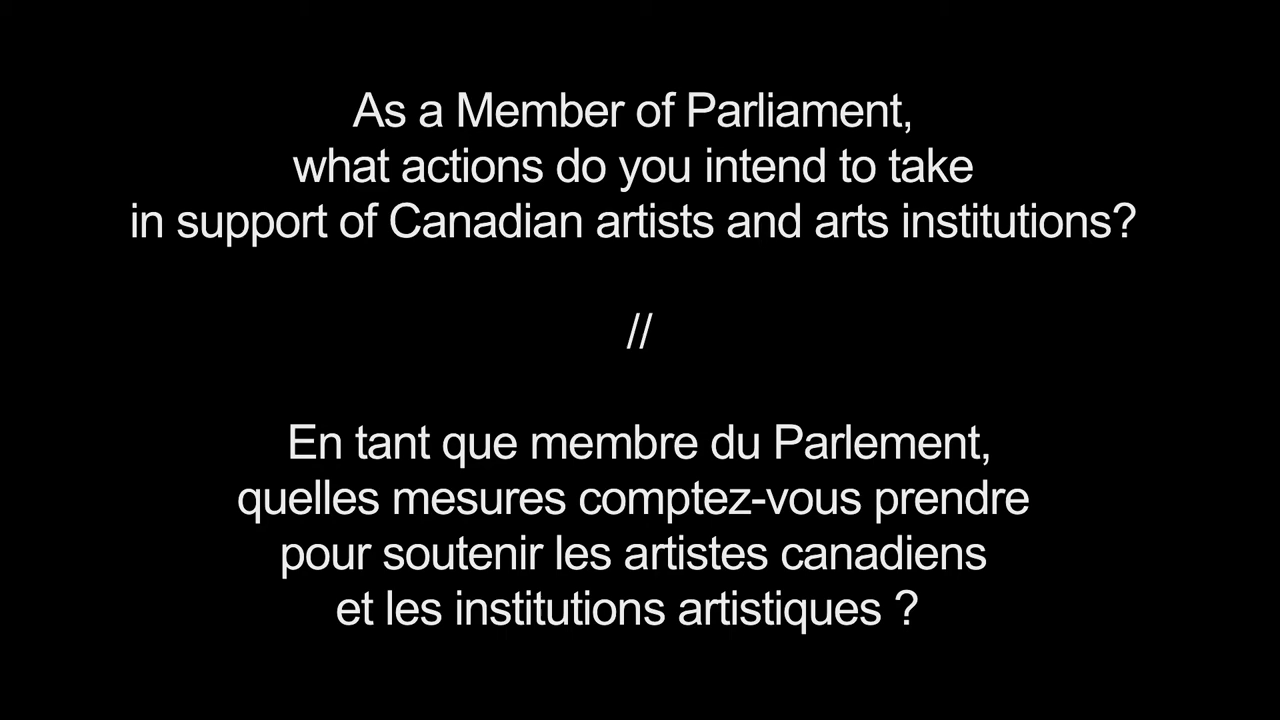 As a Member of Parliament,
what actions do you intend to take
in support of Canadian artists and arts institutions?
//
En tant que membre du Parlement,
quelles mesures comptez-vous prendre
pour soutenir les artistes canadiens
et les institutions artistiques ?